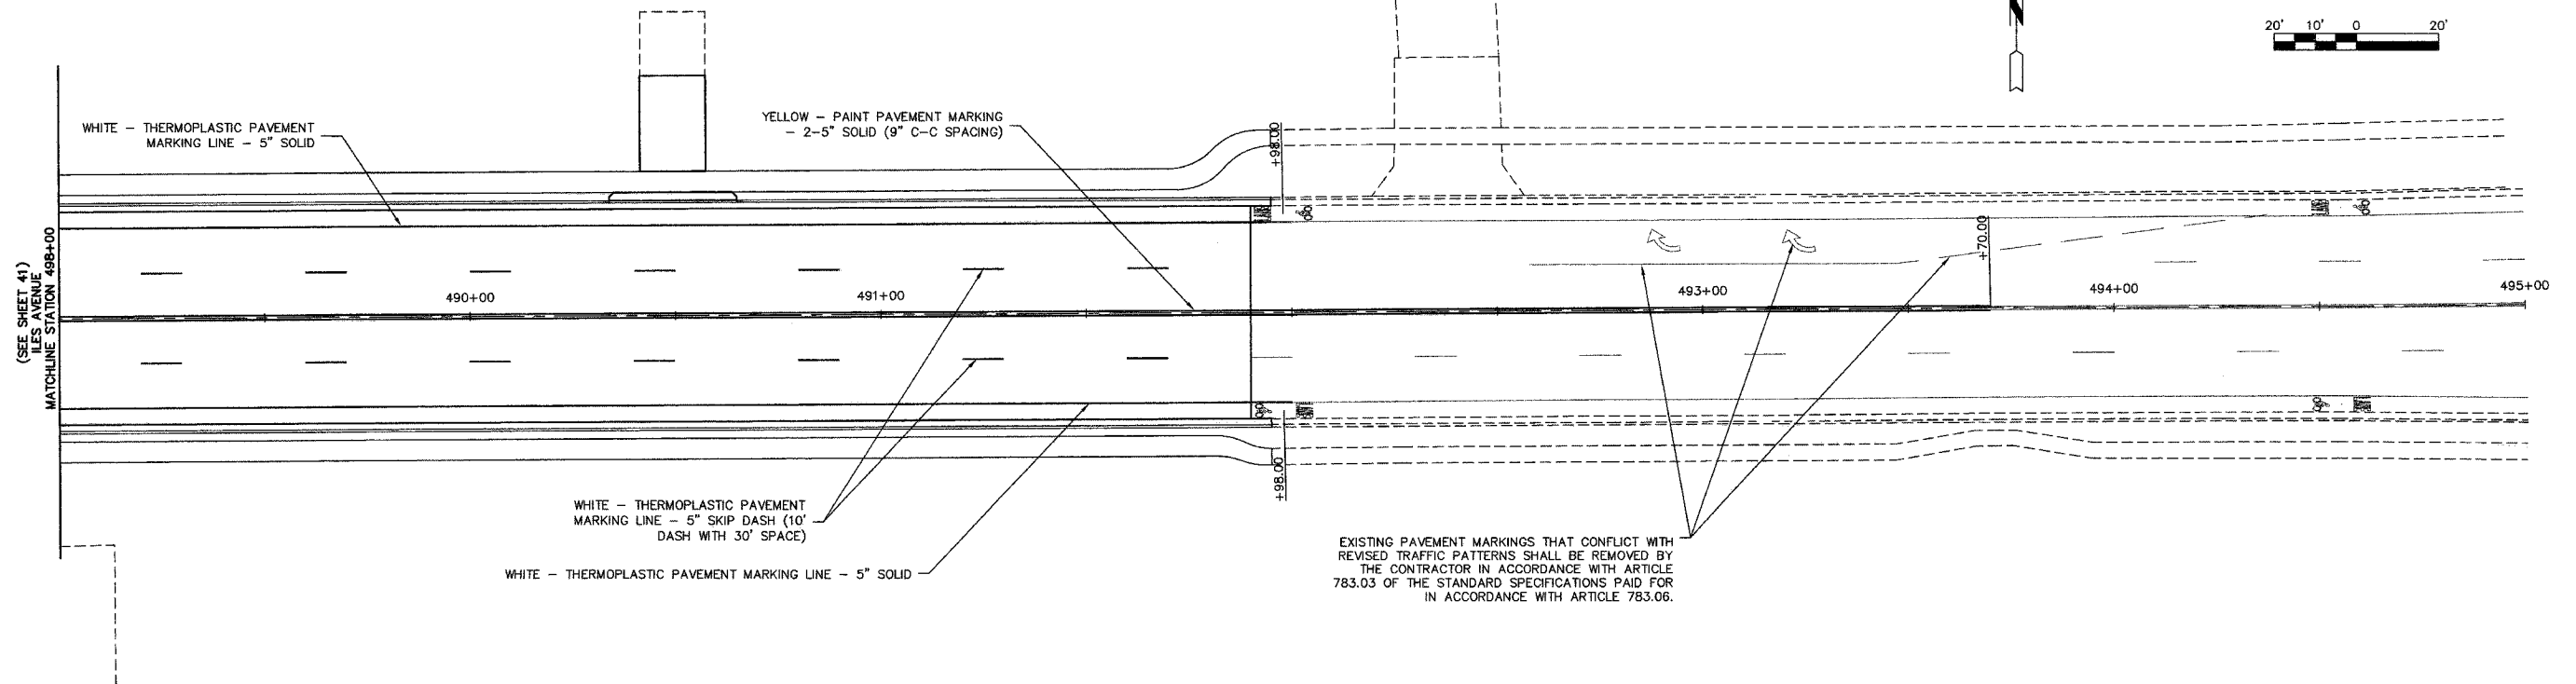 N
20' 10' 0 20'
WHITE – THERMOPLASTIC PAVEMENT
MARKING LINE – 5" SOLID
YELLOW – PAINT PAVEMENT MARKING
– 2–5" SOLID (9" C–C SPACING)
+98.00
+70.00
(SEE SHEET 41)
ILES AVENUE
MATCHLINE STATION 498+00
490+00
491+00
493+00
494+00
495+00
+98.00
WHITE – THERMOPLASTIC PAVEMENT
MARKING LINE – 5" SKIP DASH (10'
DASH WITH 30' SPACE)
WHITE – THERMOPLASTIC PAVEMENT MARKING LINE – 5" SOLID
EXISTING PAVEMENT MARKINGS THAT CONFLICT WITH
REVISED TRAFFIC PATTERNS SHALL BE REMOVED BY
THE CONTRACTOR IN ACCORDANCE WITH ARTICLE
783.03 OF THE STANDARD SPECIFICATIONS PAID FOR
IN ACCORDANCE WITH ARTICLE 783.06.